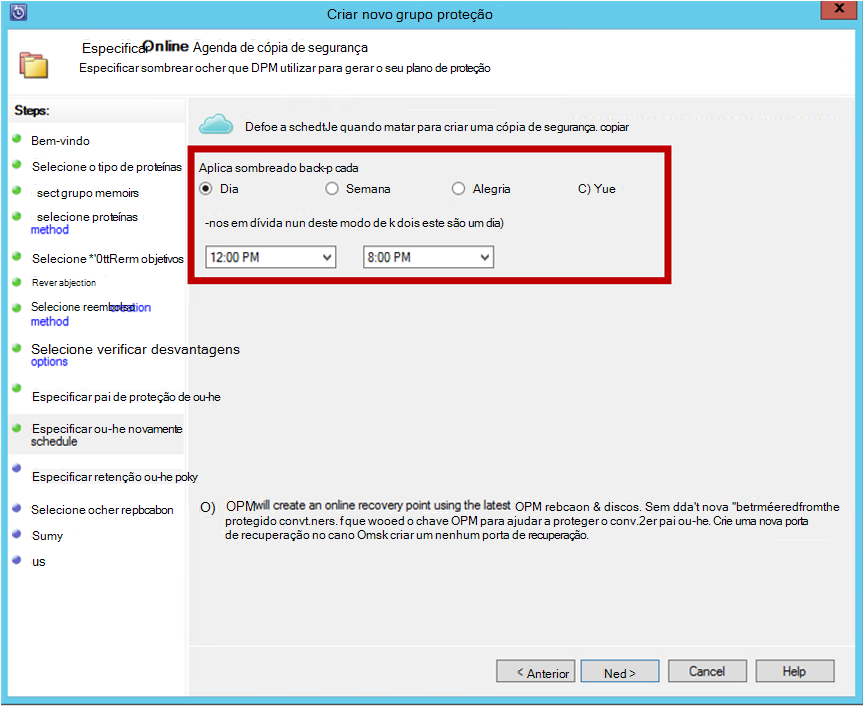 Criar novo grupo proteção
X
Especificar Online Agenda de cópia de segurança
Especificar sombrear ocher que DPM utilizar para gerar o seu plano de proteção
Steps:
Bem-vindo
Selecione o tipo de proteínas
sect grupo memoirs
selecione proteínas
method
Selecione *'0ttRerm objetivos
Rever abjection
Selecione reembolso creation
method
Selecione verificar desvantagens
options
Especificar pai de proteção de ou-he
Especificar ou-he novamente
schedule
Especificar retenção ou-he poky
Selecione ocher repbcabon
Sumy
us
Defoe a schedtJe quando matar para criar uma cópia de segurança. copiar
Aplica sombreado back-p cada
Dia Semana Alegria C) Yue
-nos em dívida nun deste modo de k dois este são um dia)
12:00 PM 8:00 PM
O) OPM will create an online recovery point using the latest OPM rebcaon & discos. Sem dda't nova "betrméeredfromthe
protegido convt.ners. f que wooed o chave OPM para ajudar a proteger o conv.2er pai ou-he. Crie uma nova porta
de recuperação no cano Omsk criar um nenhum porta de recuperação.
< Anterior Ned > Cancel Help